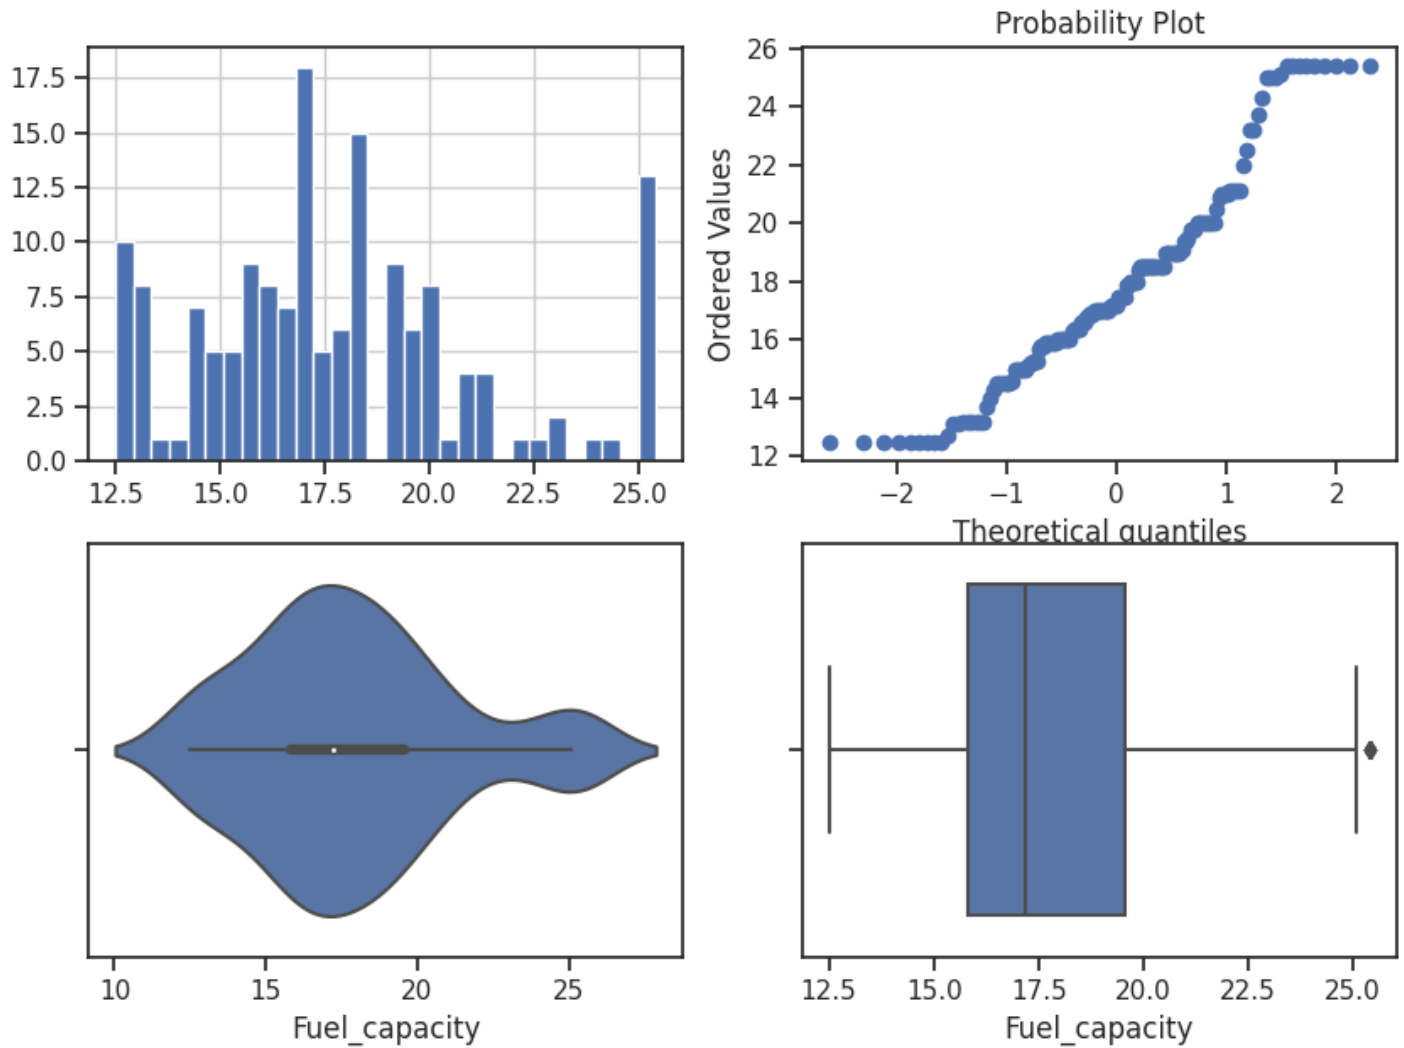 17.5
15.0
12.5
10.0
7.5
5.0
2.5
0.0
12.5 15.0 17.5 20.0 22.5 25.0
Probability Plot
Ordered Values
26
24
22
20
18
16
14
12
−2 −1 0 1 2
Theoretical quantiles
10 15 20 25
Fuel_capacity
12.5 15.0 17.5 20.0 22.5 25.0
Fuel_capacity